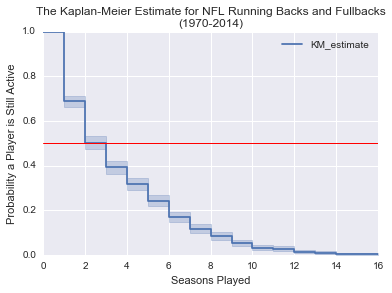 The Kaplan-Meier Estimate for NFL Running Backs and Fullbacks
(1970-2014)
KM_estimate
Probability a Player is Still Active
1.0
0.8
0.6
0.4
0.2
0.0
0 2 4 6 8 10 12 14 16
Seasons Played